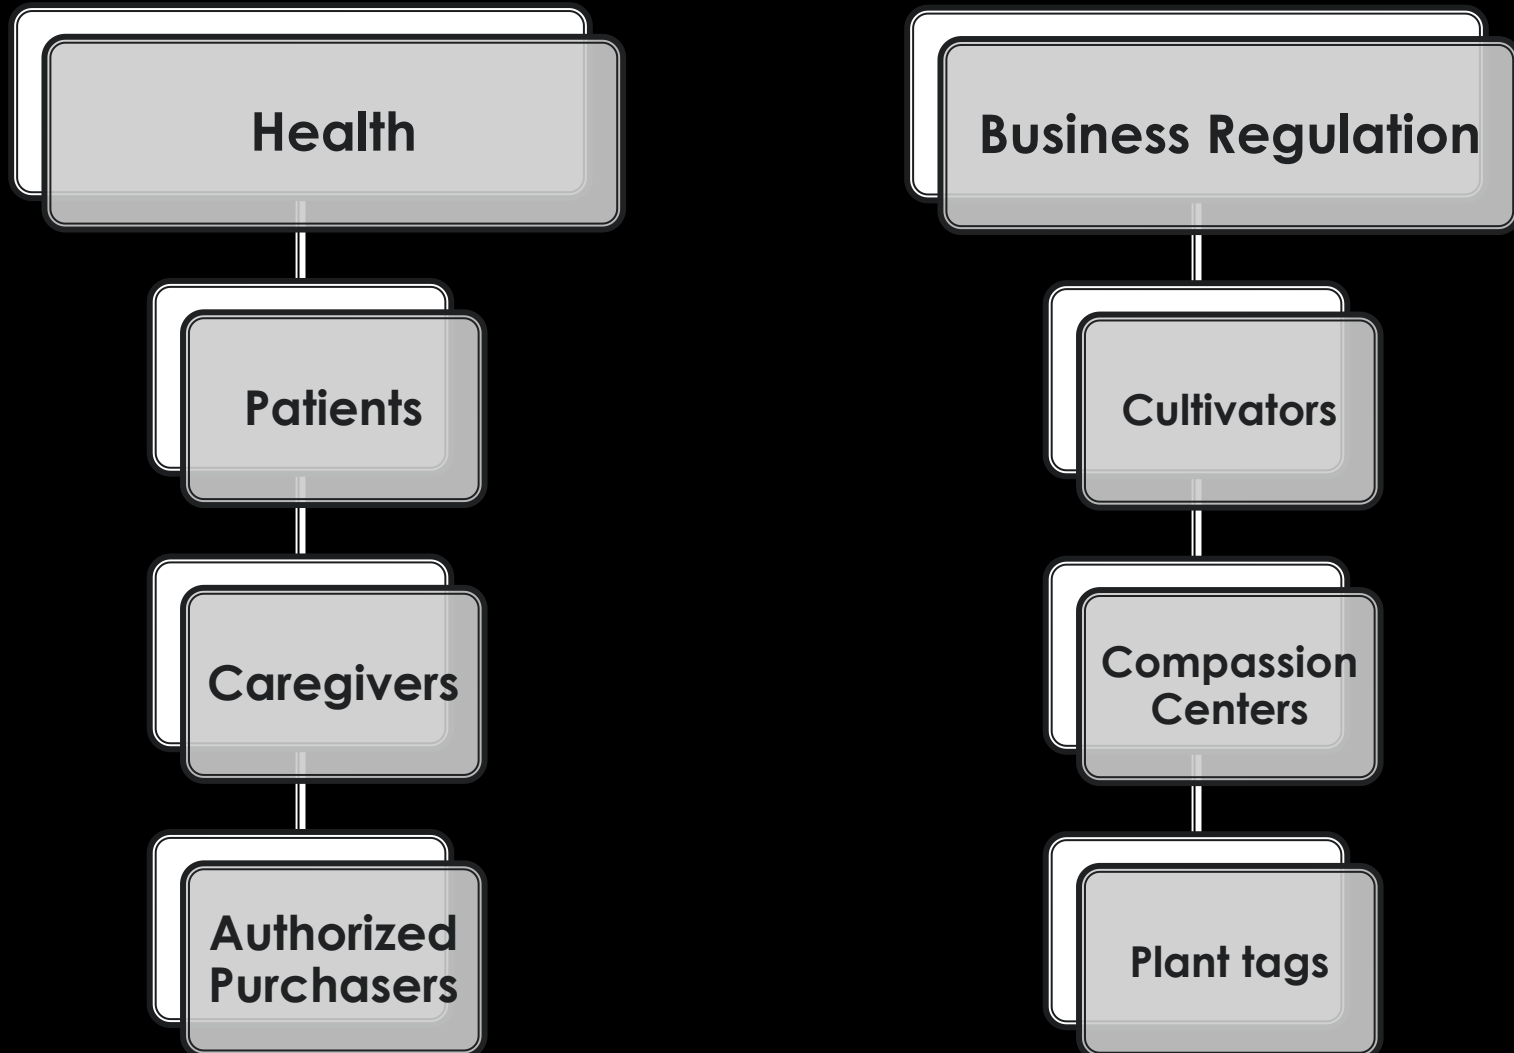 Health
Patients
Caregivers
Authorized
Purchasers
Business Regulation
Cultivators
Compassion
Centers
Plant tags